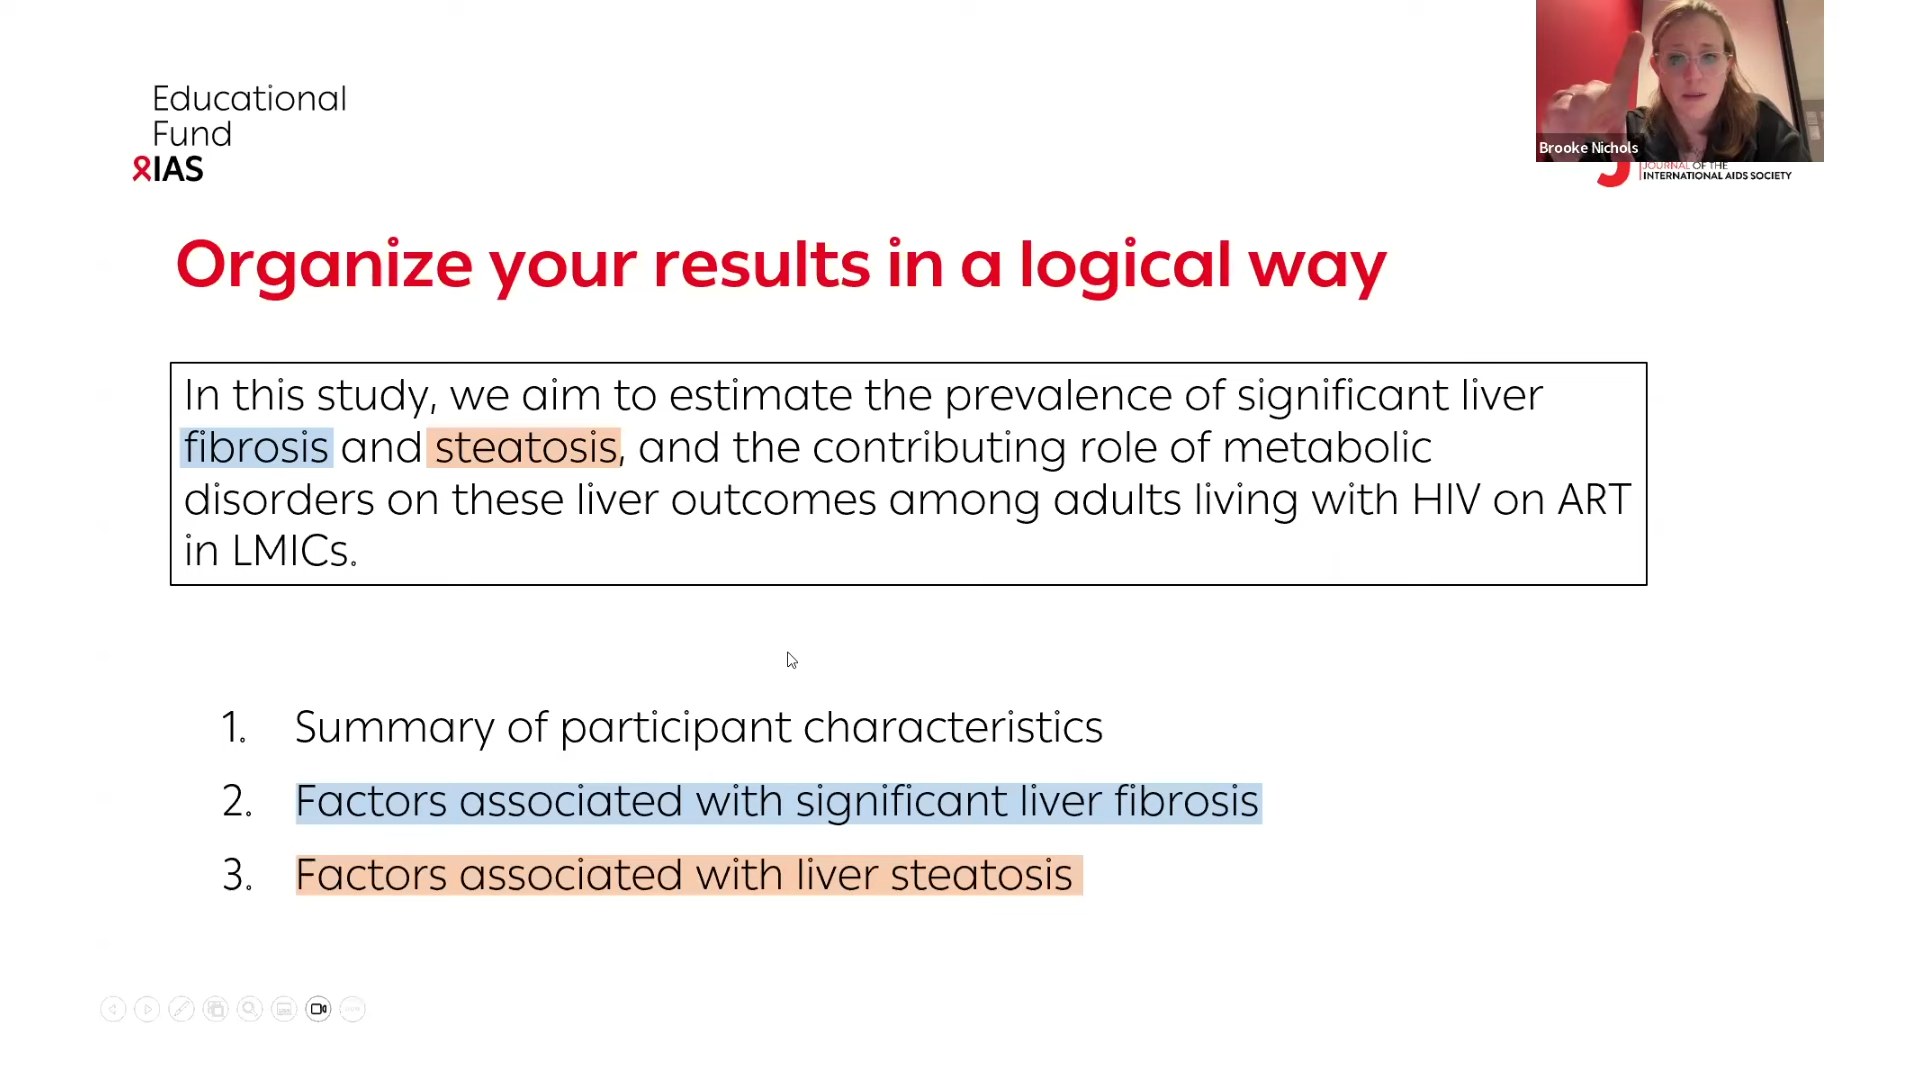 Educational
Fund
IAS
Brooke Nichols
JOURNAL OF THE
INTERNATIONAL AIDS SOCIETY
Organize your results in a logical way
In this study, we aim to estimate the prevalence of significant liver
fibrosis and steatosis, and the contributing role of metabolic
disorders on these liver outcomes among adults living with HIV on ART
in LMICs.
1. Summary of participant characteristics
2. Factors associated with significant liver fibrosis
3. Factors associated with liver steatosis